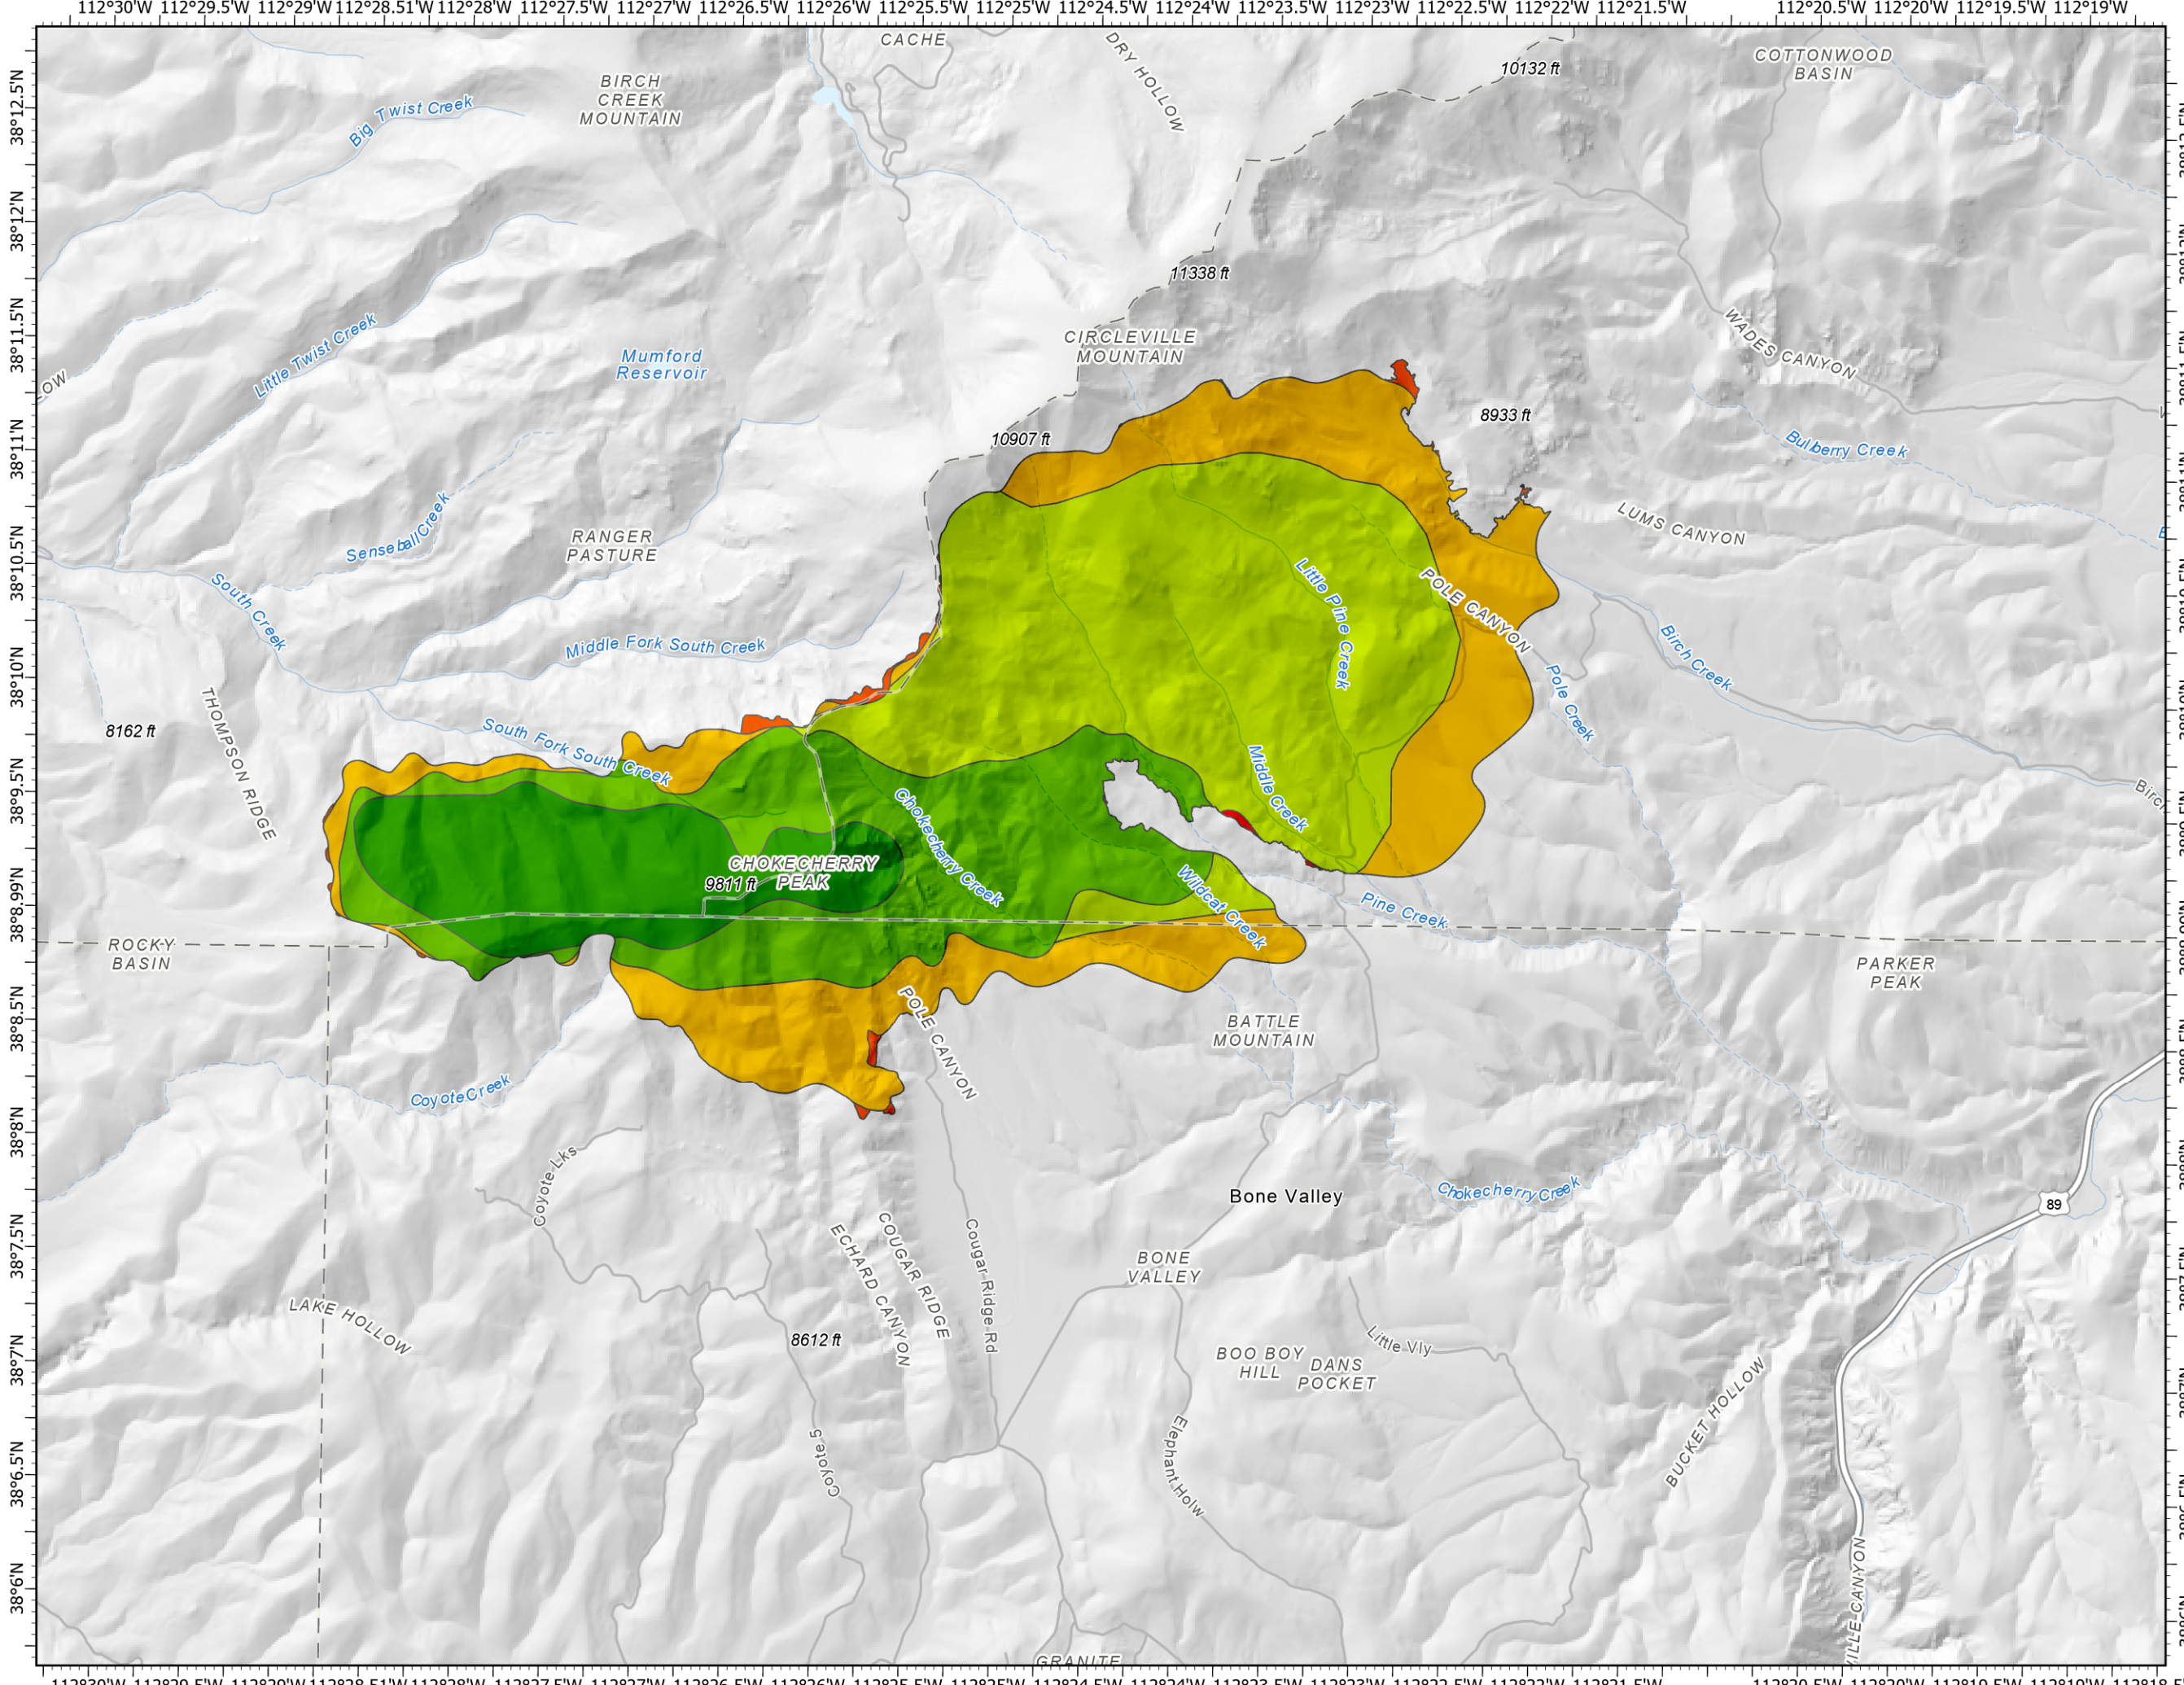 112°30'W 112°29.5'W 112°29'W 112°28.51'W 112°28'W 112°27.5'W 112°27'W 112°26.5'W 112°26'W 112°25.5'W 112°25'W 112°24.5'W 112°24'W 112°23.5'W 112°23'W 112°22.5'W 112°22'W 112°21.5'W 112°20.5'W 112°20'W 112°19.5'W 112°19'W
CACHE
DRY HOLLOW
10132 ft
COTTONWOOD
BASIN
BIRCH
CREEK
MOUNTAIN
Big Twist Creek
38°12.5'N
38°12'N
11338 ft
38°11.5'N
Little Twist Creek
Mumford
Reservoir
CIRCLEVILLE
MOUNTAIN
WADES CANYON
OW
8933 ft
38°11'N
10907 ft
Bulberry Creek
Senseball Creek
RANGER
PASTURE
LUMS CANYON
38°10.5'N
South Creek
Little Pine Creek
POLE CANYON
Middle Fork South Creek
Birch Creek
38°10'N
Pole Creek
THOMPSON RIDGE
8162 ft
South Fork South Creek
38°9.5'N
Middle Creek
Chokecherry Creek
Birch
CHOKECHERRY
PEAK
9811 ft
Wildcat Creek
38°8.99'N
Pine Creek
ROCKY
BASIN
PARKER
PEAK
38°8.5'N
POLE CANYON
BATTLE
MOUNTAIN
Coyote Creek
38°8'N
Coyote Lks
Bone Valley
Chokecherry Creek
89
38°7.5'N
ECHARD CANYON
COUGAR RIDGE
Cougar Ridge Rd
BONE
VALLEY
LAKE HOLLOW
8612 ft
Little Vly
38°7'N
BOO BOY
HILL
DANS
POCKET
BUCKET HOLLOW
Coyote 5
Elephant Holw
38°6.5'N
38°6'N
VILLE CANYON
GRANITE